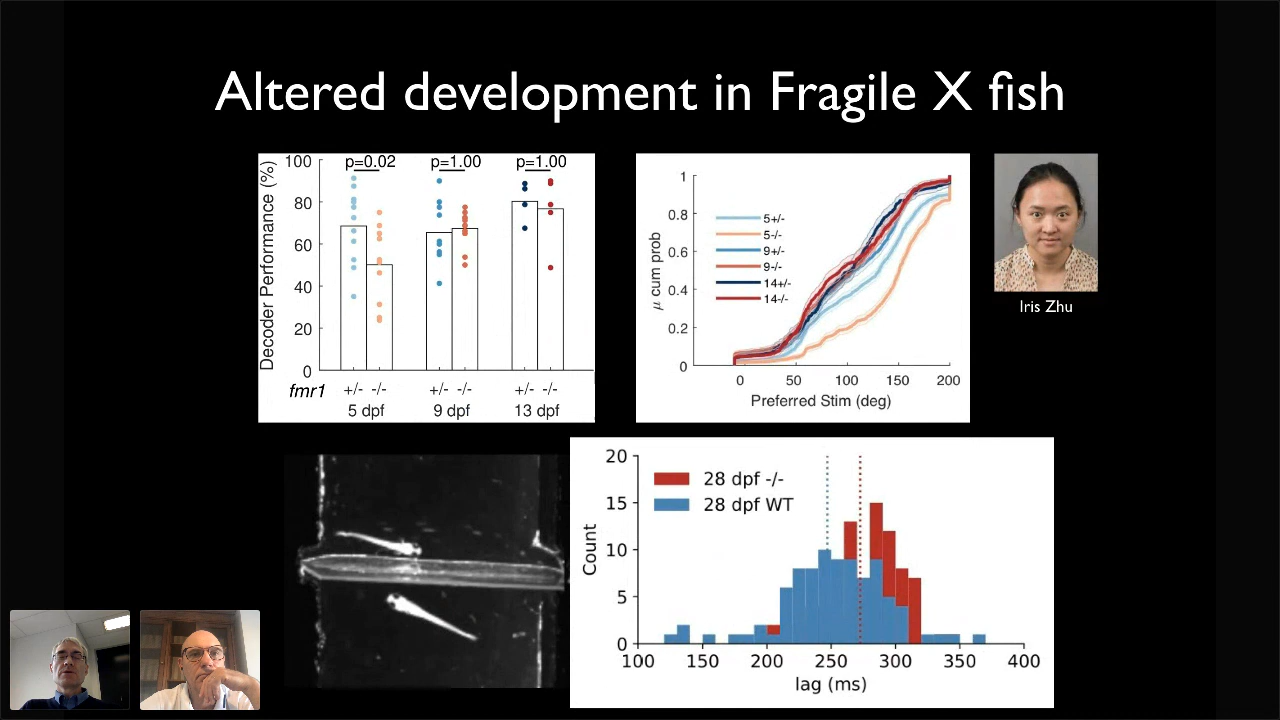 Altered development in Fragile X fish
Decoder Performance (%)
100
80
60
40
20
0
p=0.02 p=1.00 p=1.00
fmr1 +/- -/- +/- -/- +/- -/-
5 dpf 9 dpf 13 dpf
μ cum prob
1
0.8
0.6
0.4
0.2
0
5+/-
5-/-
9+/-
9-/-
14+/-
14-/-
0 50 100 150 200
Preferred Stim (deg)
Iris Zhu
Count
20
15
10
5
0
28 dpf -/-
28 dpf WT
100 150 200 250 300 350 400
lag (ms)